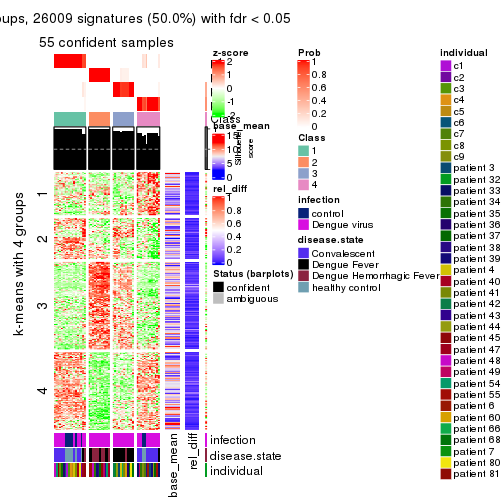 oups, 26009 signatures (50.0%) with fdr < 0.05
55 confident samples
k-means with 4 groups
1
2
3
4
base_mean
rel_diff
infection
disease.state
individual
z-score
2
1
0
-1
-2
Class
base_mean
15
10
5
0
Silhouette
score
rel_diff
1
0.8
0.6
0.4
0.2
0
Status (barplots)
confident
ambiguous
Prob
1
0.8
0.6
0.4
0.2
0
Class
1
2
3
4
infection
control
Dengue virus
disease.state
Convalescent
Dengue Fever
Dengue Hemorrhagic Fever
healthy control
individual
c1
c2
c3
c4
c5
c6
c7
c8
c9
patient 3
patient 32
patient 33
patient 34
patient 35
patient 36
patient 37
patient 38
patient 39
patient 4
patient 40
patient 41
patient 42
patient 43
patient 44
patient 45
patient 47
patient 48
patient 49
patient 54
patient 55
patient 6
patient 60
patient 66
patient 68
patient 7
patient 80
patient 81